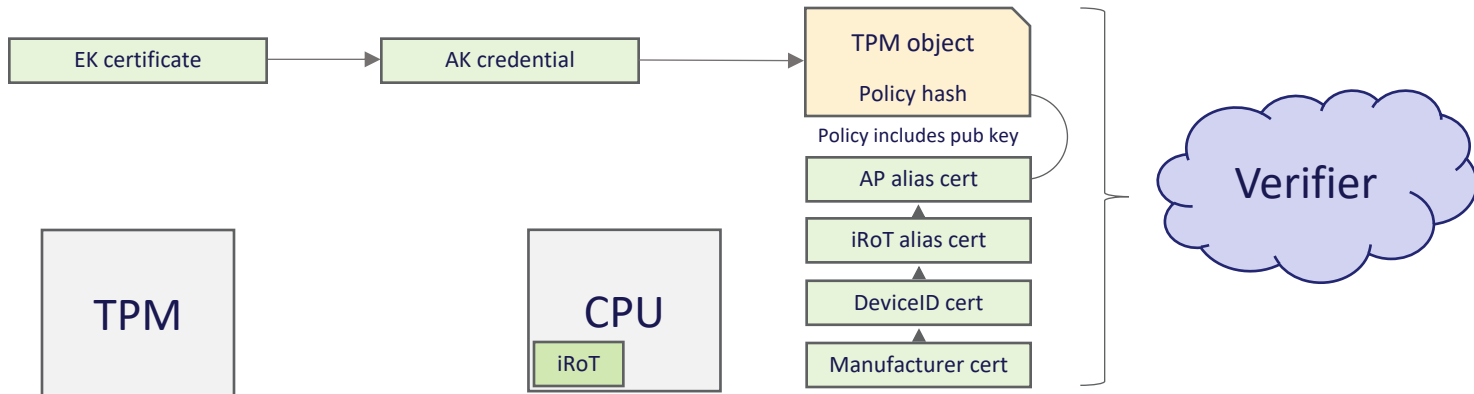 EK certificate
AK credential
TPM object
Policy hash
Policy includes pub key
AP alias cert
iRoT alias cert
DeviceID cert
Manufacturer cert
Verifier
TPM
CPU
iRoT